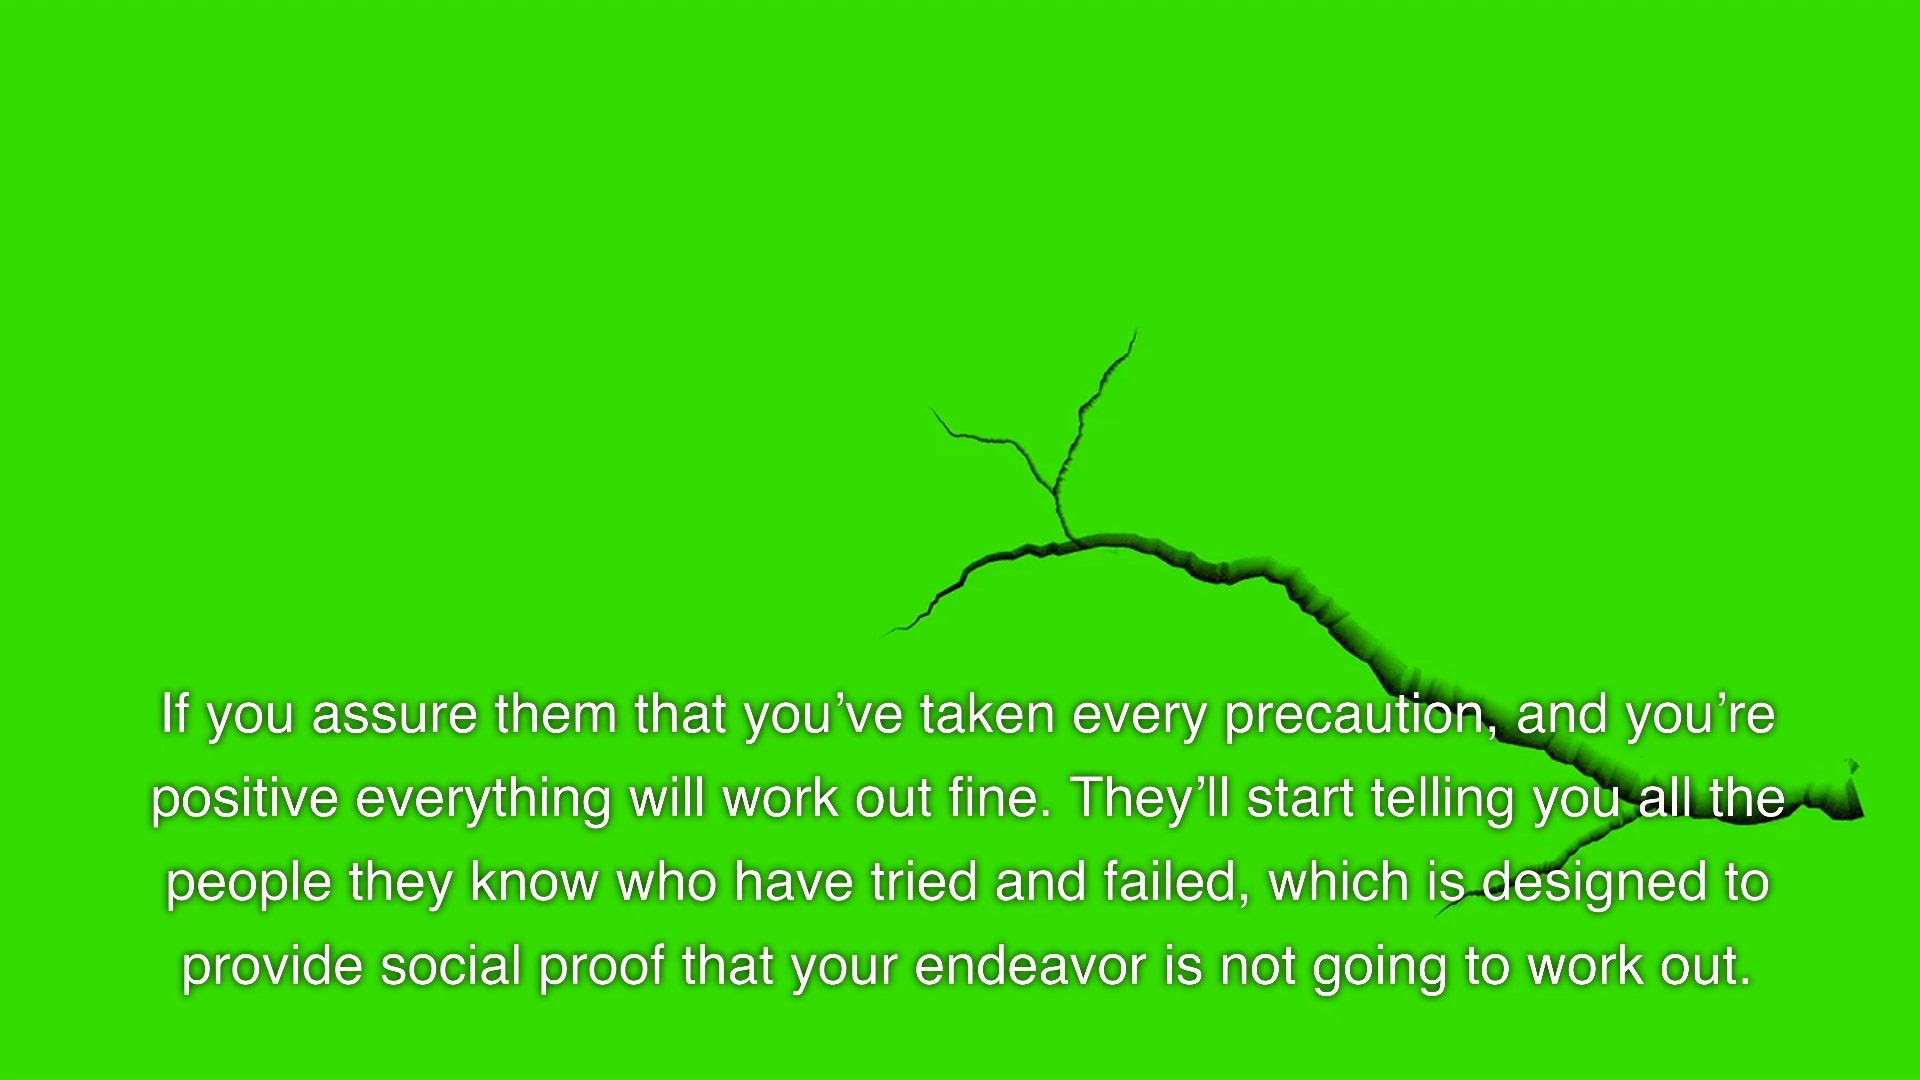 If you assure them that you’ve taken every precaution, and you’re
positive everything will work out fine. They’ll start telling you all the
people they know who have tried and failed, which is designed to
provide social proof that your endeavor is not going to work out.